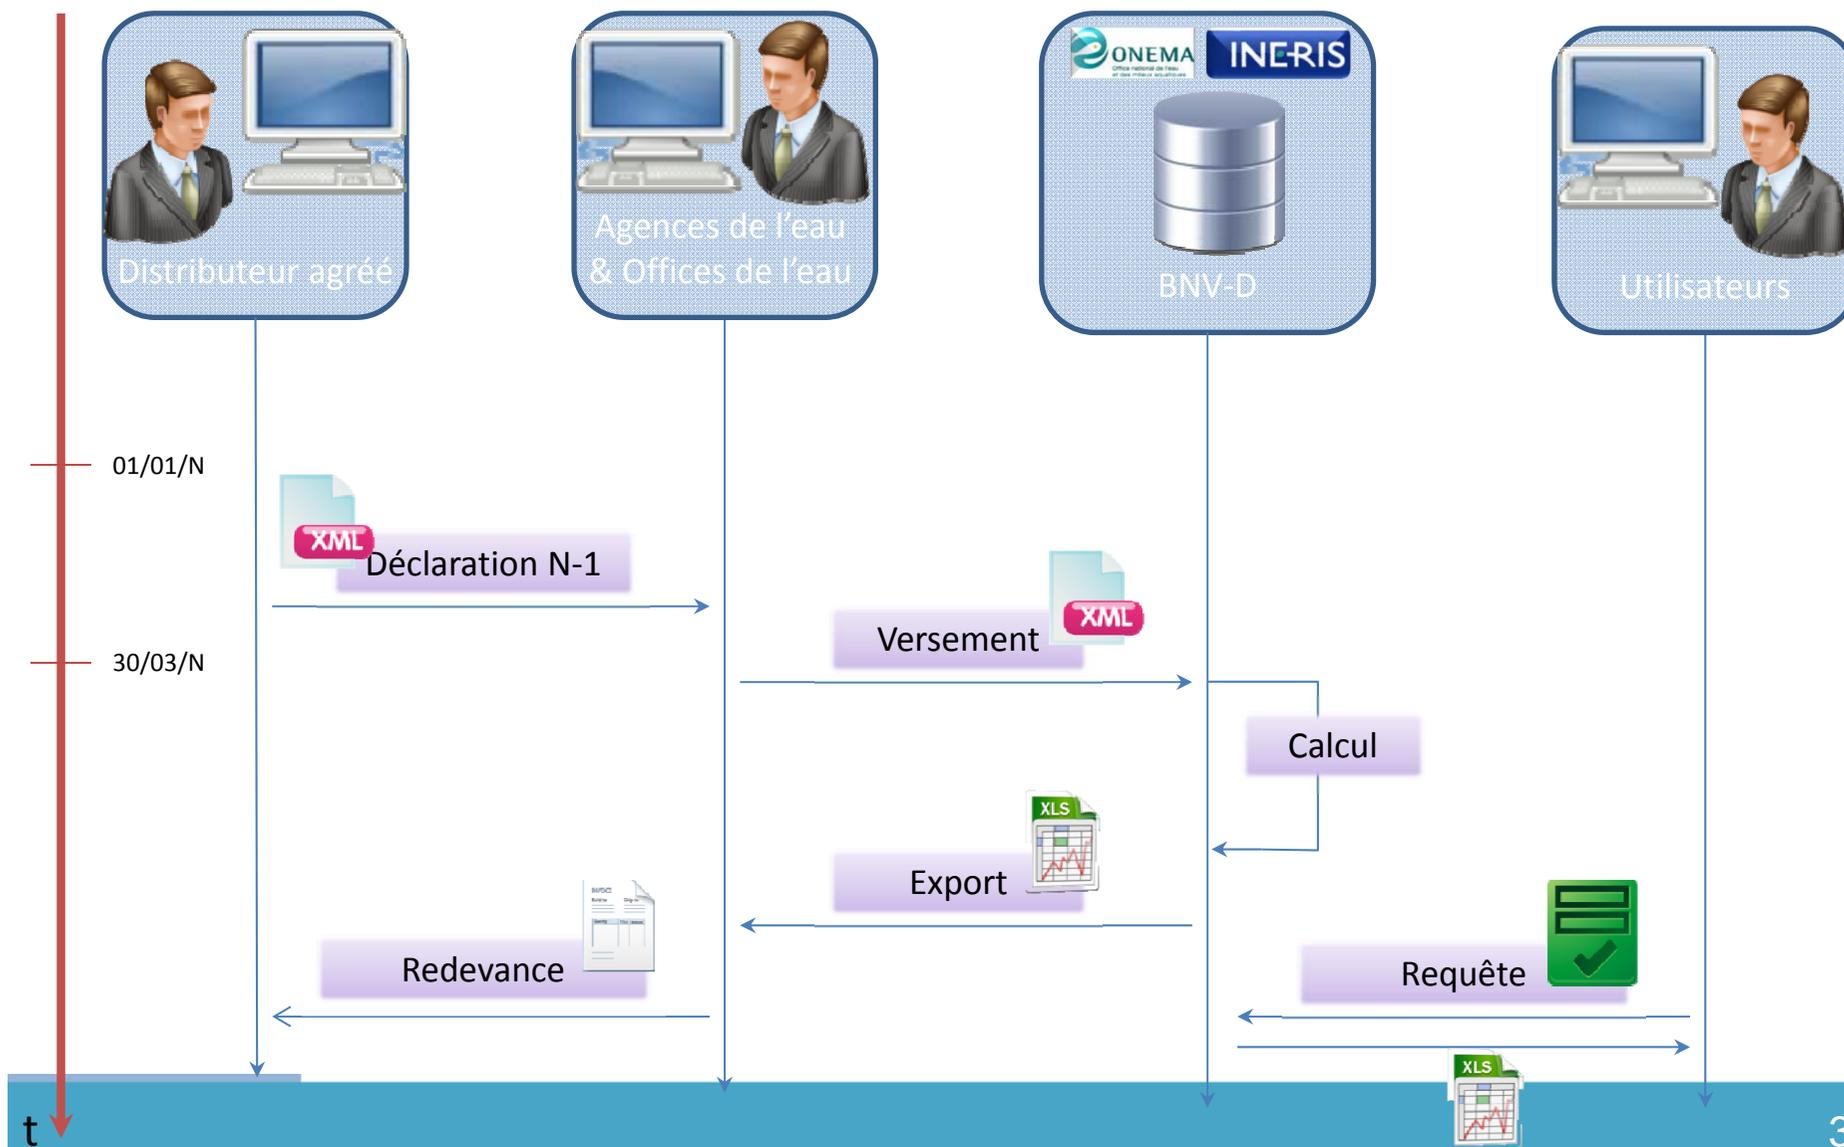 ONEMA
Office national de l'eau
et des milieux aquatiques
INERIS
Distributeur agréé
Agences de l'eau
& Offices de l'eau
BNV-D
Utilisateurs
01/01/N
XML
Déclaration N-1
XML
Versement
30/03/N
Calcul
XLS
Export
INVOICE
Redevance
Requête
XLS
t
3